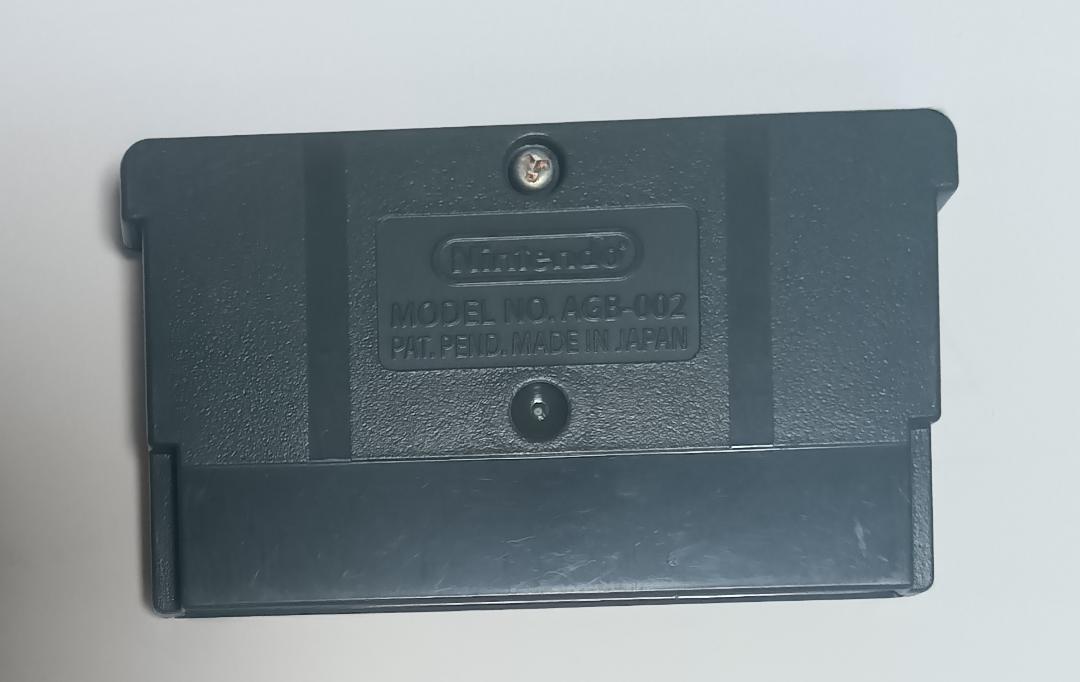 Nintendo®
MODEL NO. AGB-002
PAT. PEND. MADE IN JAPAN